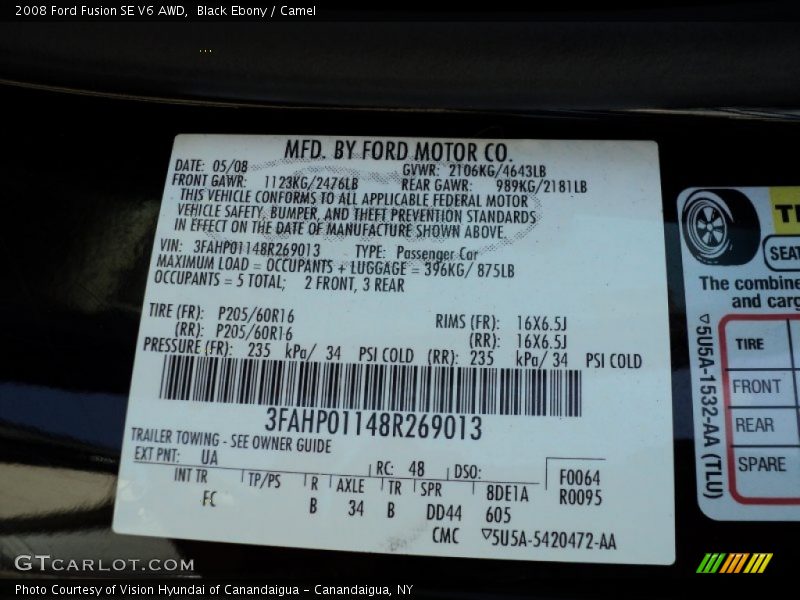 2008 Ford Fusion SE V6 AWD, Black Ebony / Camel
MFD. BY FORD MOTOR CO.
DATE: 05/08 GVWR: 2106KG/4643LB
FRONT GAWR: 1123KG/2476LB REAR GAWR: 989KG/2181LB
THIS VEHICLE CONFORMS TO ALL APPLICABLE FEDERAL MOTOR
VEHICLE SAFETY, BUMPER, AND THEFT PREVENTION STANDARDS
IN EFFECT ON THE DATE OF MANUFACTURE SHOWN ABOVE.
VIN: 3FAHP01148R269013 TYPE: Passenger Car
MAXIMUM LOAD = OCCUPANTS + LUGGAGE = 396KG/ 875LB
OCCUPANTS = 5 TOTAL; 2 FRONT, 3 REAR
TIRE (FR): P205/60R16 RIMS (FR): 16X6.5J
(RR): P205/60R16 (RR): 16X6.5J
PRESSURE (FR): 235 kPa/ 34 PSI COLD (RR): 235 kPa/ 34 PSI COLD
3FAHP01148R269013
TRAILER TOWING - SEE OWNER GUIDE
EXT PNT: UA RC: 48 DSO: F0064
INT TR TP/PS R AXLE TR SPR 8DE1A R0095
FC B 34 B DD44 605
CMC ▽5U5A-5420472-AA
TI
SEAT
The combine
and carg
▽5U5A-1532-AA (TLU)
TIRE
FRONT
REAR
SPARE
GTCARLOT.COM
Photo Courtesy of Vision Hyundai of Canandaigua - Canandaigua, NY